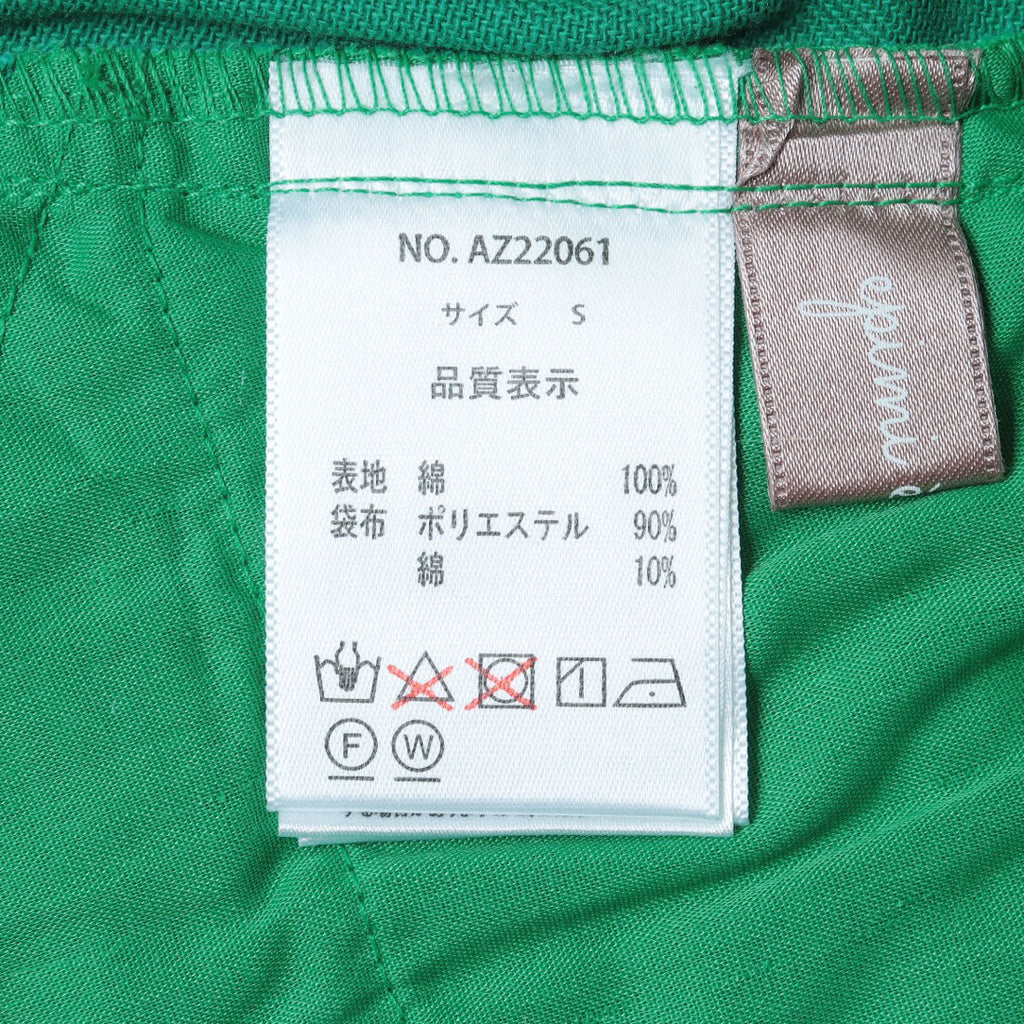 NO. AZ22061
サイズ S
品質表示
表地 綿 100%
袋布 ポリエステル 90%
綿 10%
F W
epimi